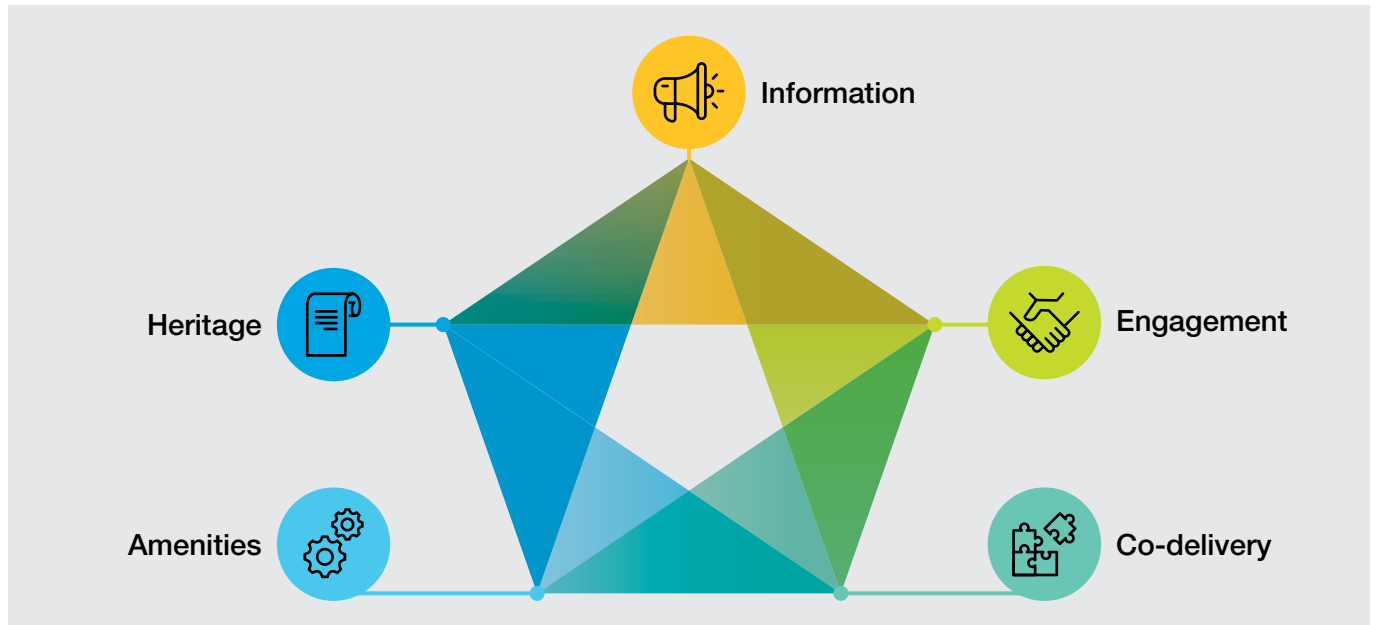 Information
Heritage
Engagement
Amenities
Co-delivery